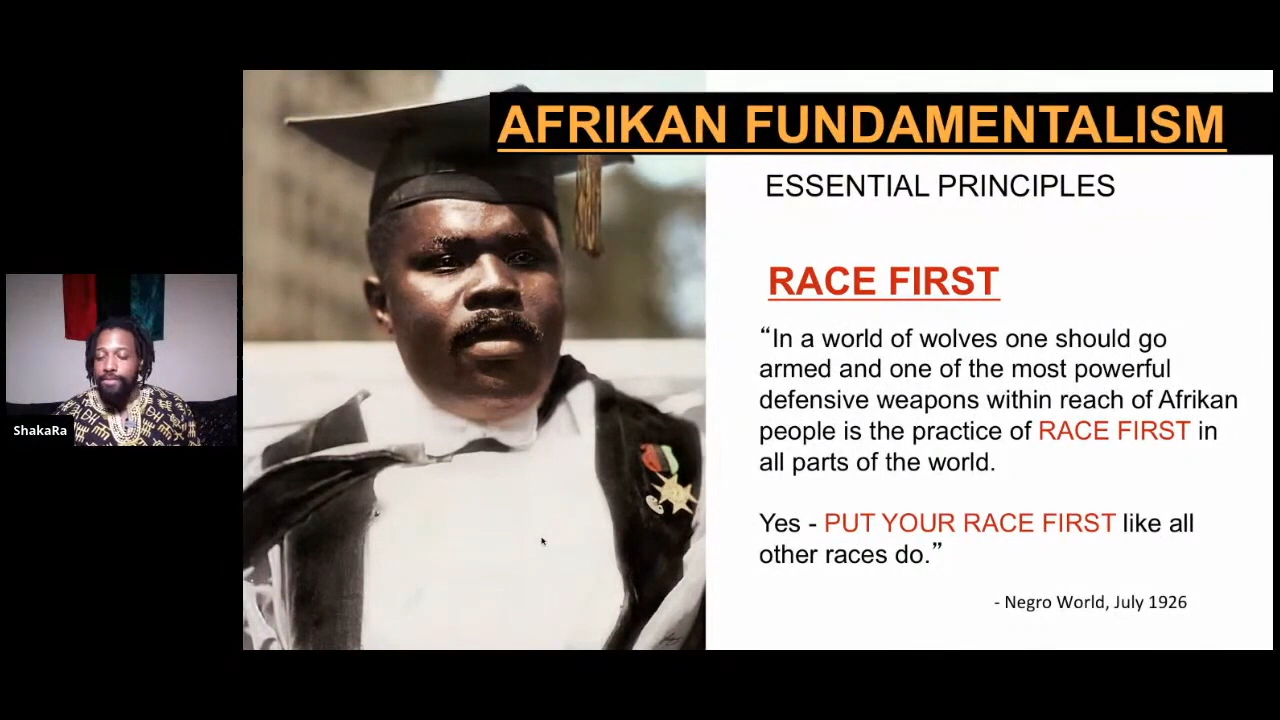 AFRIKAN FUNDAMENTALISM
ESSENTIAL PRINCIPLES
RACE FIRST
“In a world of wolves one should go
armed and one of the most powerful
defensive weapons within reach of Afrikan
people is the practice of RACE FIRST in
all parts of the world.
Yes - PUT YOUR RACE FIRST like all
other races do.”
- Negro World, July 1926
ShakaRa